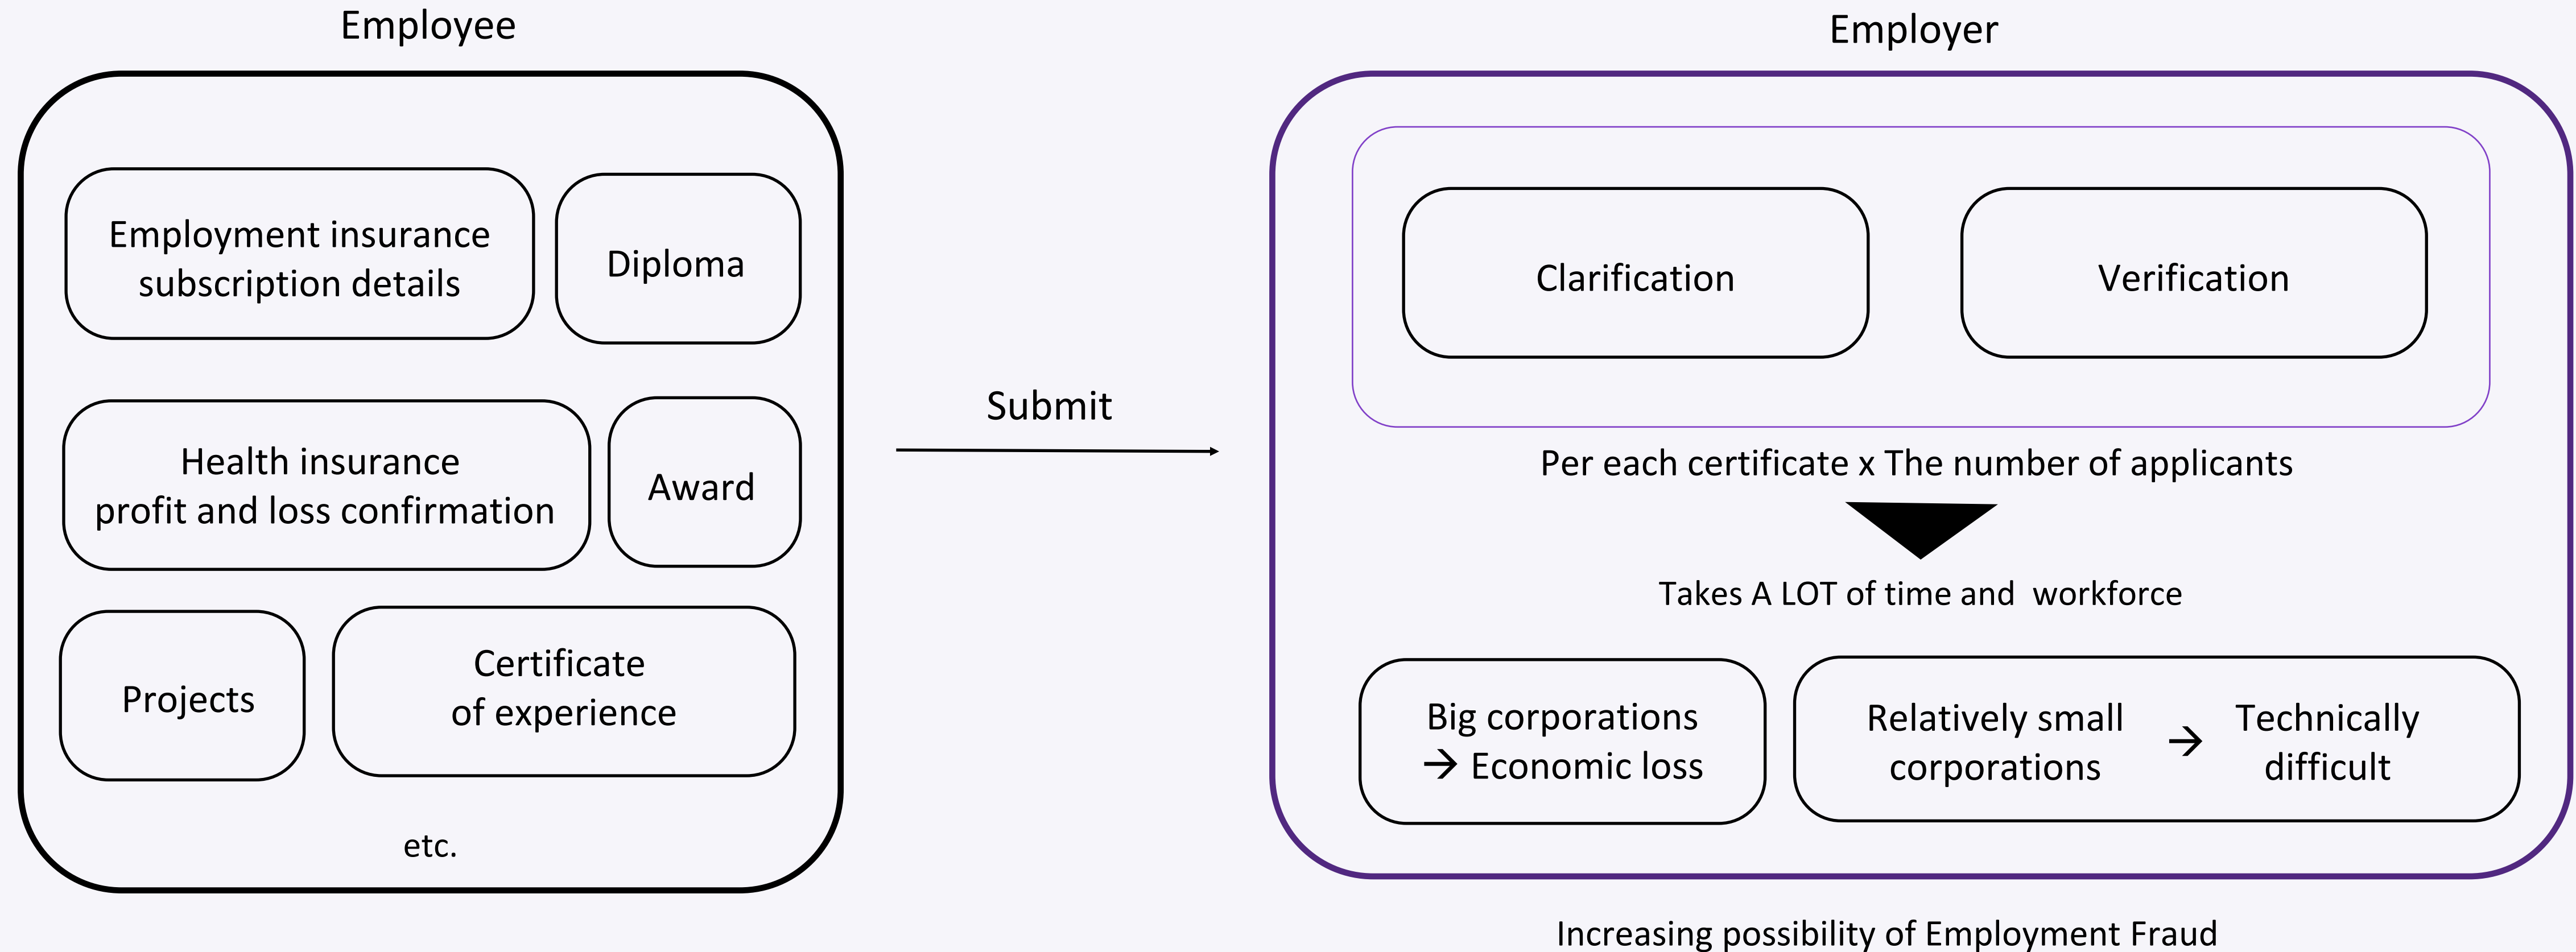 Employee
Employment insurance
subscription details
Diploma
Health insurance
profit and loss confirmation
Award
Projects
Certificate
of experience
etc.
Submit
Employer
Clarification
Verification
Per each certificate x The number of applicants
Takes A LOT of time and  workforce
Big corporations
→ Economic loss
Relatively small
corporations
→
Technically
difficult
Increasing possibility of Employment Fraud